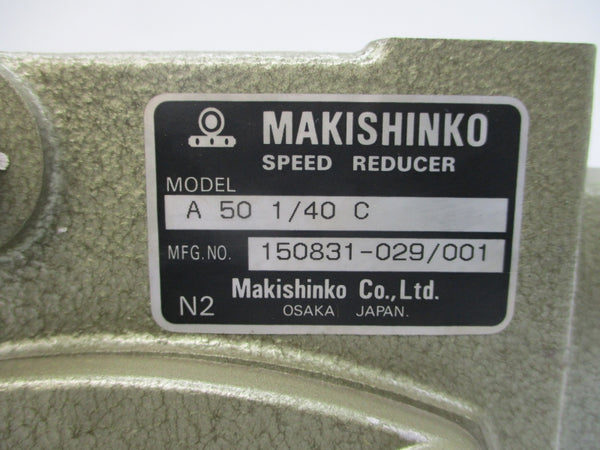 MAKISHINKO
SPEED REDUCER
MODEL
A 50 1/40 C
MFG.NO. 150831-029/001
N2 Makishinko Co.,Ltd.
OSAKA JAPAN.